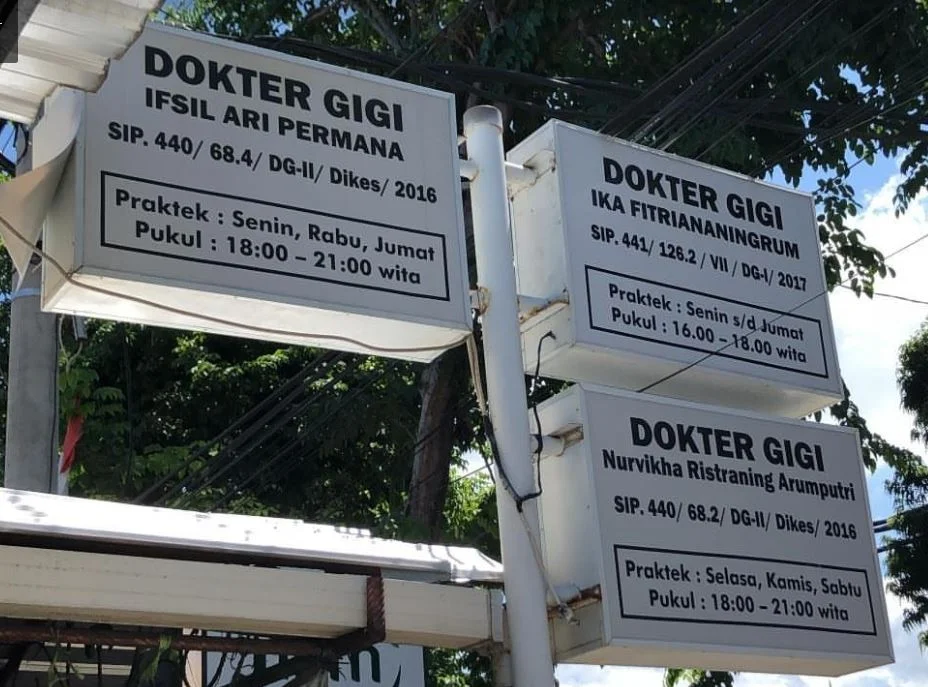 DOKTER GIGI
IFSIL ARI PERMANA
SIP. 440/ 68.4/ DG-II/ Dikes/ 2016
Praktek : Senin, Rabu, Jumat
Pukul : 18:00 – 21:00 wita
DOKTER GIGI
IKA FITRIANANINGRUM
SIP. 441/ 126.2 / VII / DG-I/ 2017
Praktek : Senin s/d Jumat
Pukul : 16.00 – 18.00 wita
DOKTER GIGI
Nurvikha Ristraning Arumputri
SIP. 440/ 68.2/ DG-II/ Dikes/ 2016
Praktek : Selasa, Kamis, Sabtu
Pukul : 18:00 – 21:00 wita